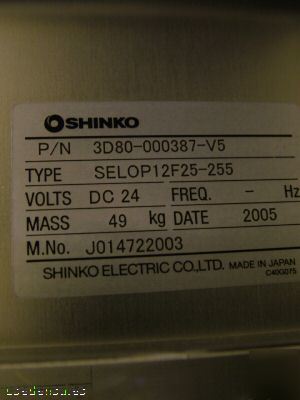 SHINKO
P/N 3D80-000387-V5
TYPE SELOP12F25-255
VOLTS DC 24 FREQ. - Hz
MASS 49 kg DATE 2005
M.No. J014722003
SHINKO ELECTRIC CO.,LTD. MADE IN JAPAN
C40G075